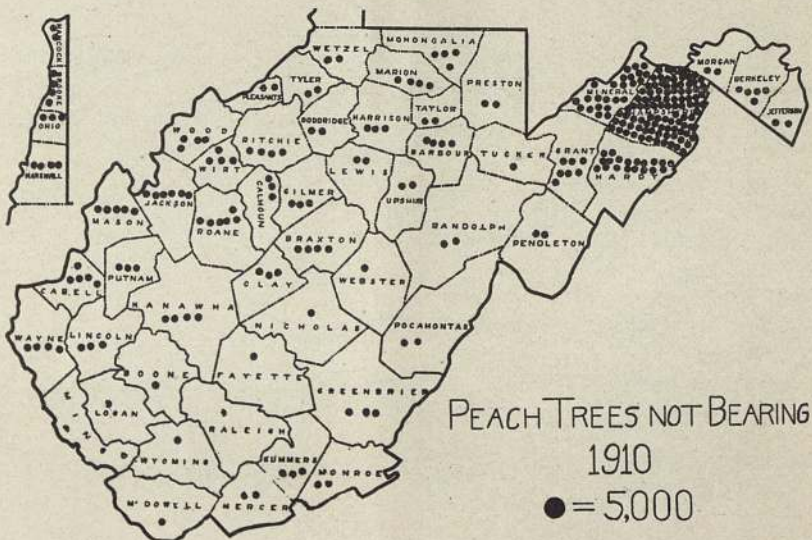 HANCOCK
BROOKE
OHIO
MARSHALL
WETZEL
MONONGALIA
MARION
PRESTON
TYLER
PLEASANTS
DODDRIDGE
HARRISON
TAYLOR
WOOD
RITCHIE
WIRT
BARBOUR
TUCKER
MINERAL
MORGAN
BERKELEY
JEFFERSON
GRANT
HARDY
LEWIS
UPSHUR
GILMER
CALHOUN
JACKSON
MASON
ROANE
BRAXTON
RANDOLPH
PENDLETON
CABELL
PUTNAM
CLAY
WEBSTER
KANAWHA
NICHOLAS
POCAHONTAS
WAYNE
LINCOLN
BOONE
FAYETTE
GREENBRIER
LOGAN
RALEIGH
WYOMING
SUMMERS
MONROE
McDOWELL
MERCER
PEACH TREES NOT BEARING
1910
● = 5,000